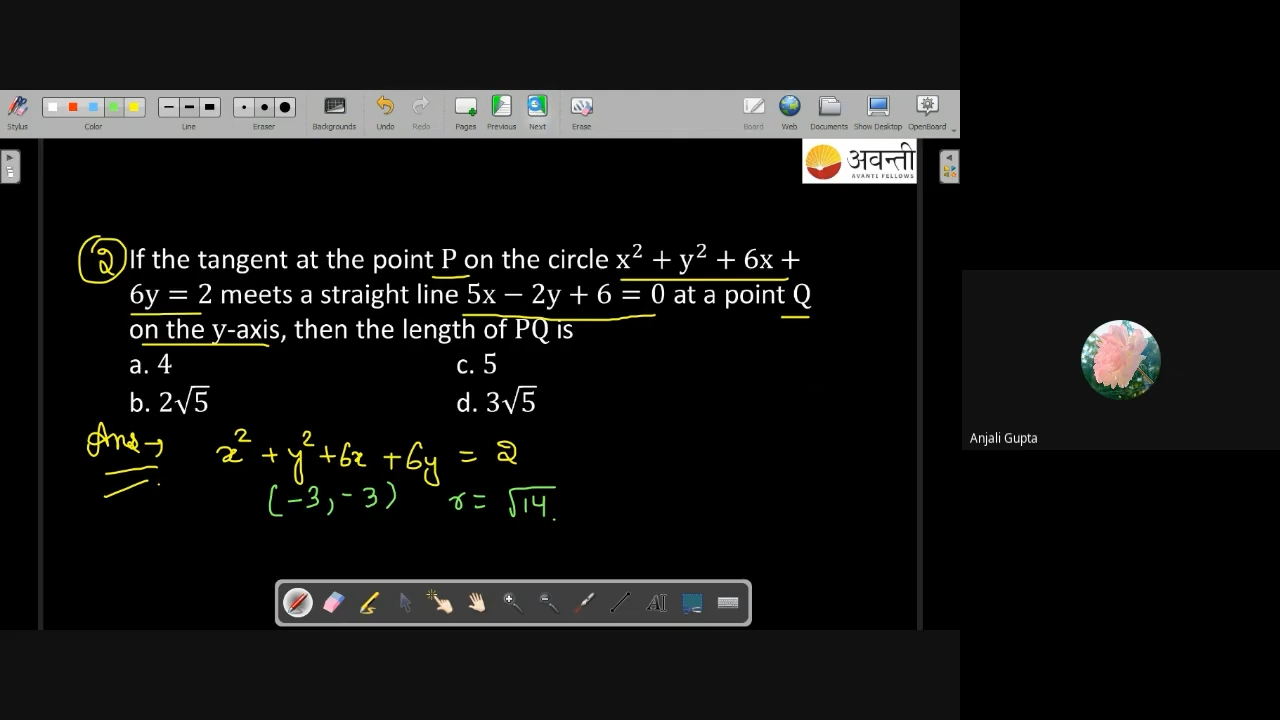 Stylus Color Line Eraser Backgrounds Undo Redo Pages Previous Next Erase Board Web Documents Show Desktop OpenBoard
अवन्ती
AVANTI FELLOWS
2 If the tangent at the point P on the circle x² + y² + 6x +
6y = 2 meets a straight line 5x − 2y + 6 = 0 at a point Q
on the y-axis, then the length of PQ is
a. 4 c. 5
b. 2√5 d. 3√5
Ans→ x² + y² + 6x + 6y = 2
(-3, -3) r = √14.
AI
Anjali Gupta